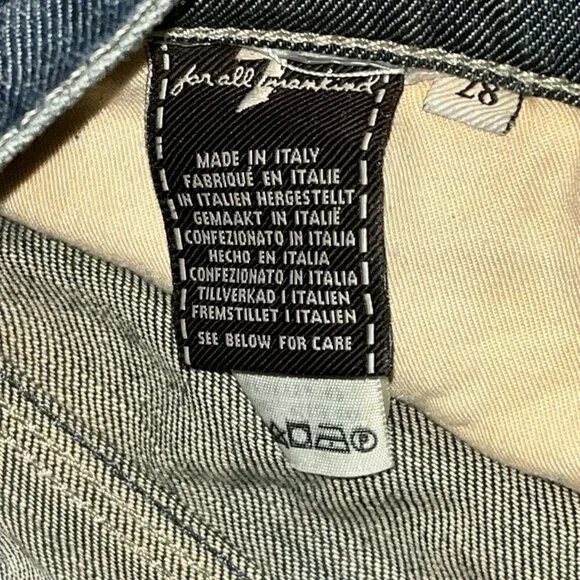 7
for all mankind
28
MADE IN ITALY
FABRIQUÉ EN ITALIE
IN ITALIEN HERGESTELLT
GEMAAKT IN ITALIË
CONFEZIONATO IN ITALIA
HECHO EN ITALIA
CONFEZIONATO IN ITALIA
TILLVERKAD I ITALIEN
FREMSTILLET I ITALIEN
SEE BELOW FOR CARE
P